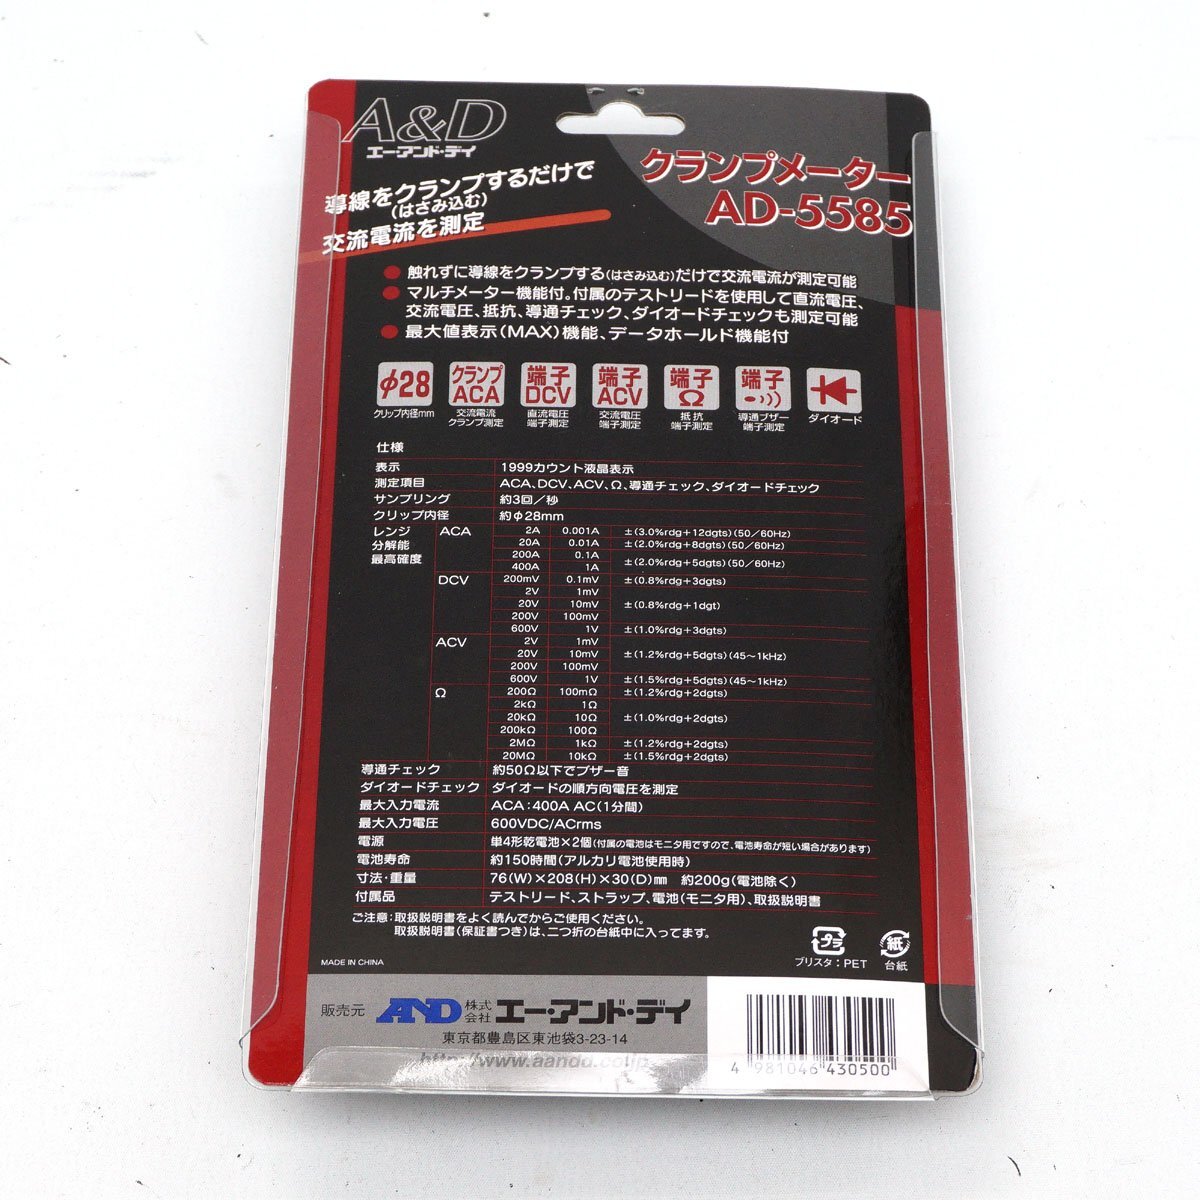 A&D
エー・アンド・デイ
クランプメーター
AD-5585
導線をクランプするだけで
(はさみ込む)
交流電流を測定
● 触れずに導線をクランプする(はさみ込む)だけで交流電流が測定可能
● マルチメーター機能付。付属のテストリードを使用して直流電圧、
交流電圧、抵抗、導通チェック、ダイオードチェックも測定可能
● 最大値表示(MAX)機能、データホールド機能付
φ28 クランプ ACA 端子 DCV 端子 ACV 端子 Ω 端子
クリップ内径mm 交流電流 クランプ測定 直流電圧 端子測定 交流電圧 端子測定 抵抗 端子測定 導通ブザー 端子測定 ダイオード
仕様
表示 1999カウント液晶表示
測定項目 ACA、DCV、ACV、Ω、導通チェック、ダイオードチェック
サンプリング 約3回/秒
クリップ内径 約φ28mm
レンジ ACA 2A 0.001A ±(3.0%rdg+12dgts)(50/60Hz)
分解能 20A 0.01A ±(2.0%rdg+8dgts)(50/60Hz)
最高確度 200A 0.1A ±(2.0%rdg+5dgts)(50/60Hz)
400A 1A
DCV 200mV 0.1mV ±(0.8%rdg+3dgts)
2V 1mV
20V 10mV ±(0.8%rdg+1dgt)
200V 100mV
600V 1V ±(1.0%rdg+3dgts)
ACV 2V 1mV
20V 10mV ±(1.2%rdg+5dgts)(45~1kHz)
200V 100mV
600V 1V ±(1.5%rdg+5dgts)(45~1kHz)
Ω 200Ω 100mΩ ±(1.2%rdg+2dgts)
2kΩ 1Ω
20kΩ 10Ω ±(1.0%rdg+2dgts)
200kΩ 100Ω
2MΩ 1kΩ ±(1.2%rdg+2dgts)
20MΩ 10kΩ ±(1.5%rdg+2dgts)
導通チェック 約50Ω以下でブザー音
ダイオードチェック ダイオードの順方向電圧を測定
最大入力電流 ACA:400A AC(1分間)
最大入力電圧 600VDC/ACrms
電源 単4形乾電池×2個(付属の電池はモニタ用ですので、電池寿命が短い場合があります)
電池寿命 約150時間(アルカリ電池使用時)
寸法・重量 76(W)×208(H)×30(D)mm 約200g(電池除く)
付属品 テストリード、ストラップ、電池(モニタ用)、取扱説明書
ご注意:取扱説明書をよく読んでからご使用ください。
取扱説明書(保証書つき)は、二つ折の台紙中に入ってます。
プラ 紙
MADE IN CHINA ブリスタ:PET 台紙
販売元 AND 株式会社 エー・アンド・デイ
東京都豊島区東池袋3-23-14
http://www.aandd.co.jp
4 981046 430500